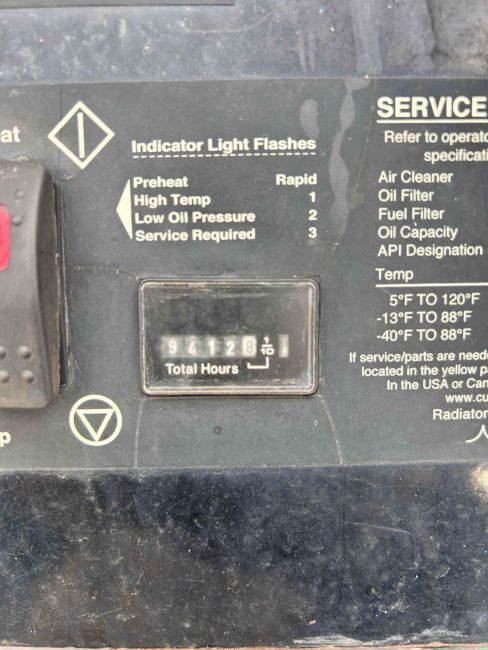 eat
Indicator Light Flashes
Preheat Rapid
High Temp 1
Low Oil Pressure 2
Service Required 3
94128 1/10
Total Hours
p
SERVICE
Refer to operato
specificati
Air Cleaner
Oil Filter
Fuel Filter
Oil Capacity
API Designation
Temp
5°F TO 120°F
-13°F TO 88°F
-40°F TO 88°F
If service/parts are neede
located in the yellow pa
In the USA or Can
www.cu
Radiator